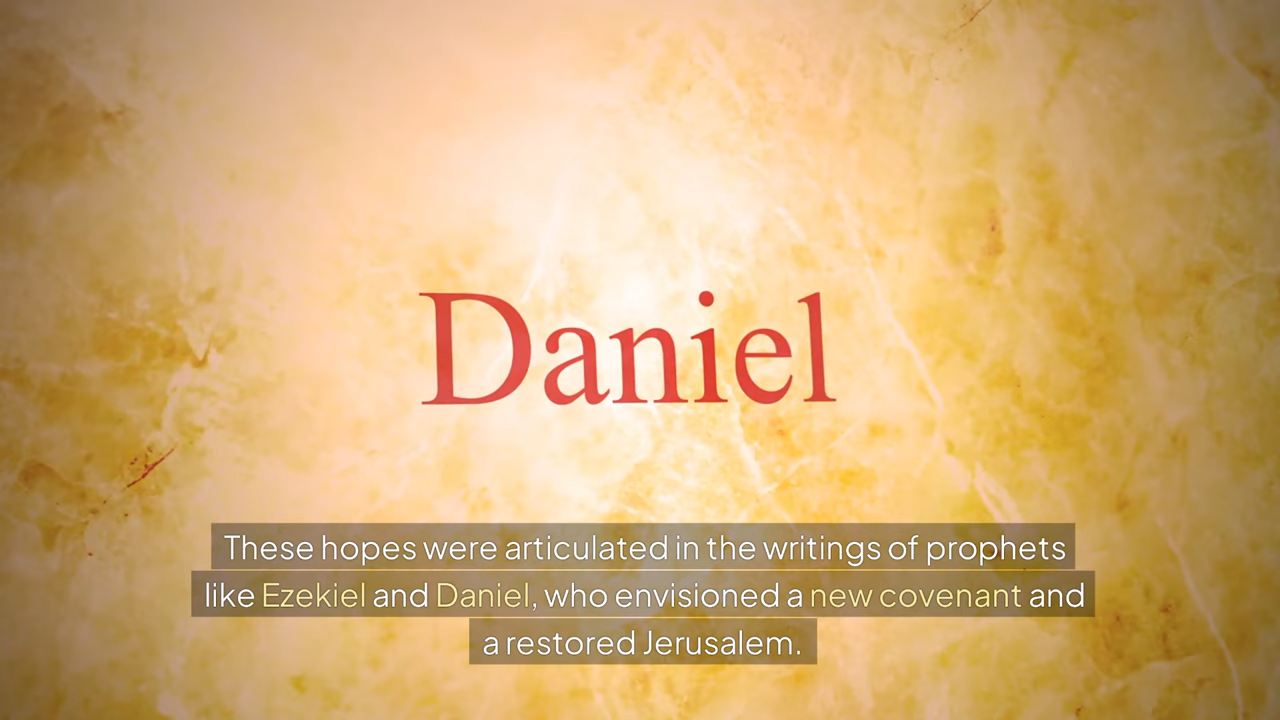 Daniel
These hopes were articulated in the writings of prophets
like Ezekiel and Daniel, who envisioned a new covenant and
a restored Jerusalem.